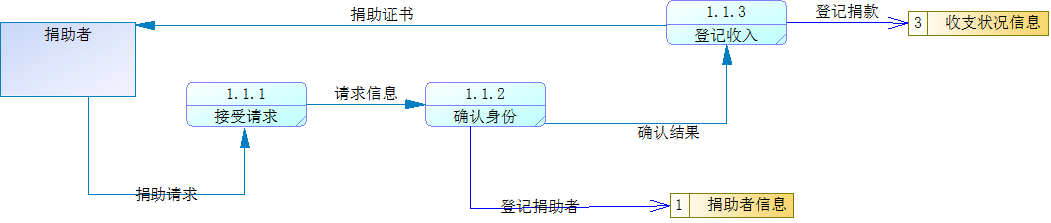 捐助证书
1.1.3
登记收入
登记捐款
3 收支状况信息
捐助者
1.1.1
接受请求
请求信息
1.1.2
确认身份
确认结果
捐助请求
登记捐助者
1 捐助者信息